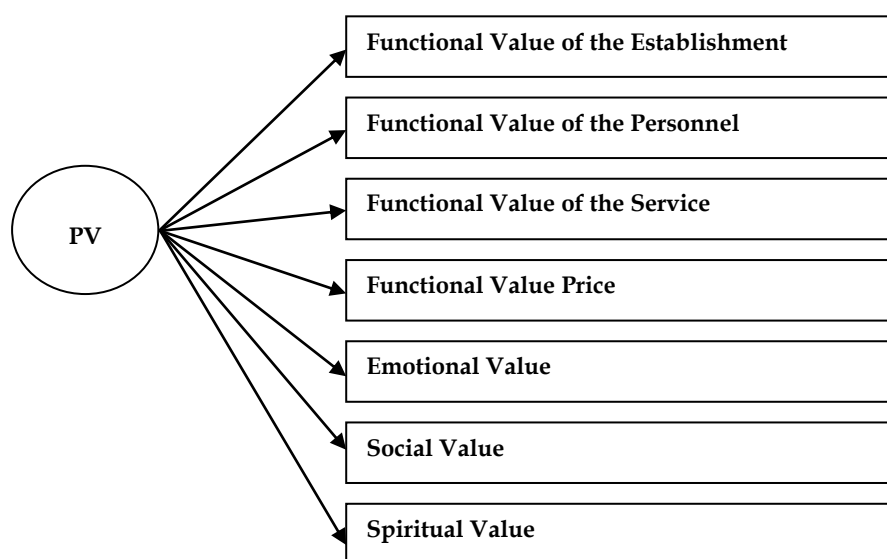 Functional Value of the Establishment
Functional Value of the Personnel
Functional Value of the Service
PV
Functional Value Price
Emotional Value
Social Value
Spiritual Value